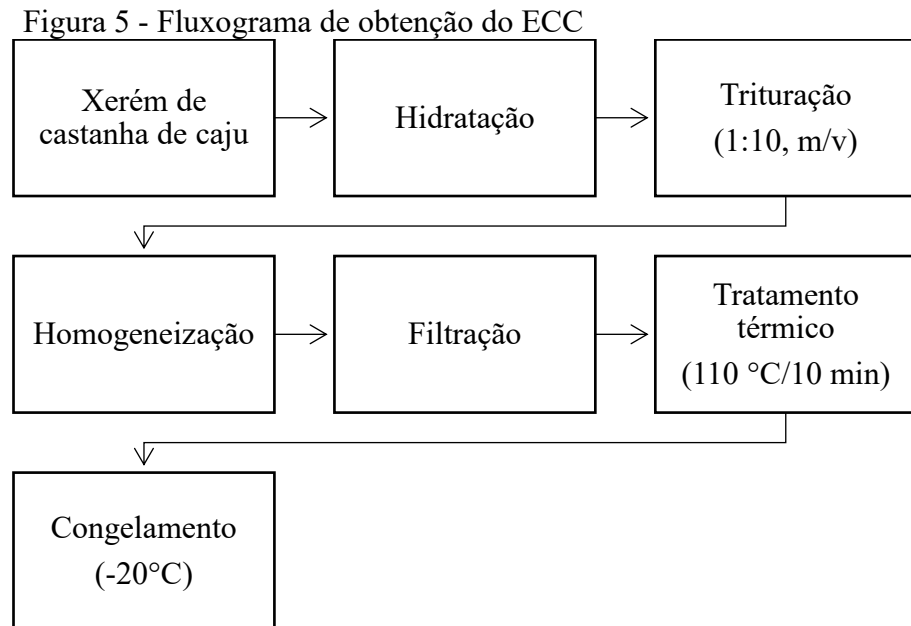 Figura 5 - Fluxograma de obtenção do ECC
Xerém de
castanha de caju
Hidratação
Trituração
(1:10, m/v)
Homogeneização
Filtração
Tratamento
térmico
(110 °C/10 min)
Congelamento
(-20°C)